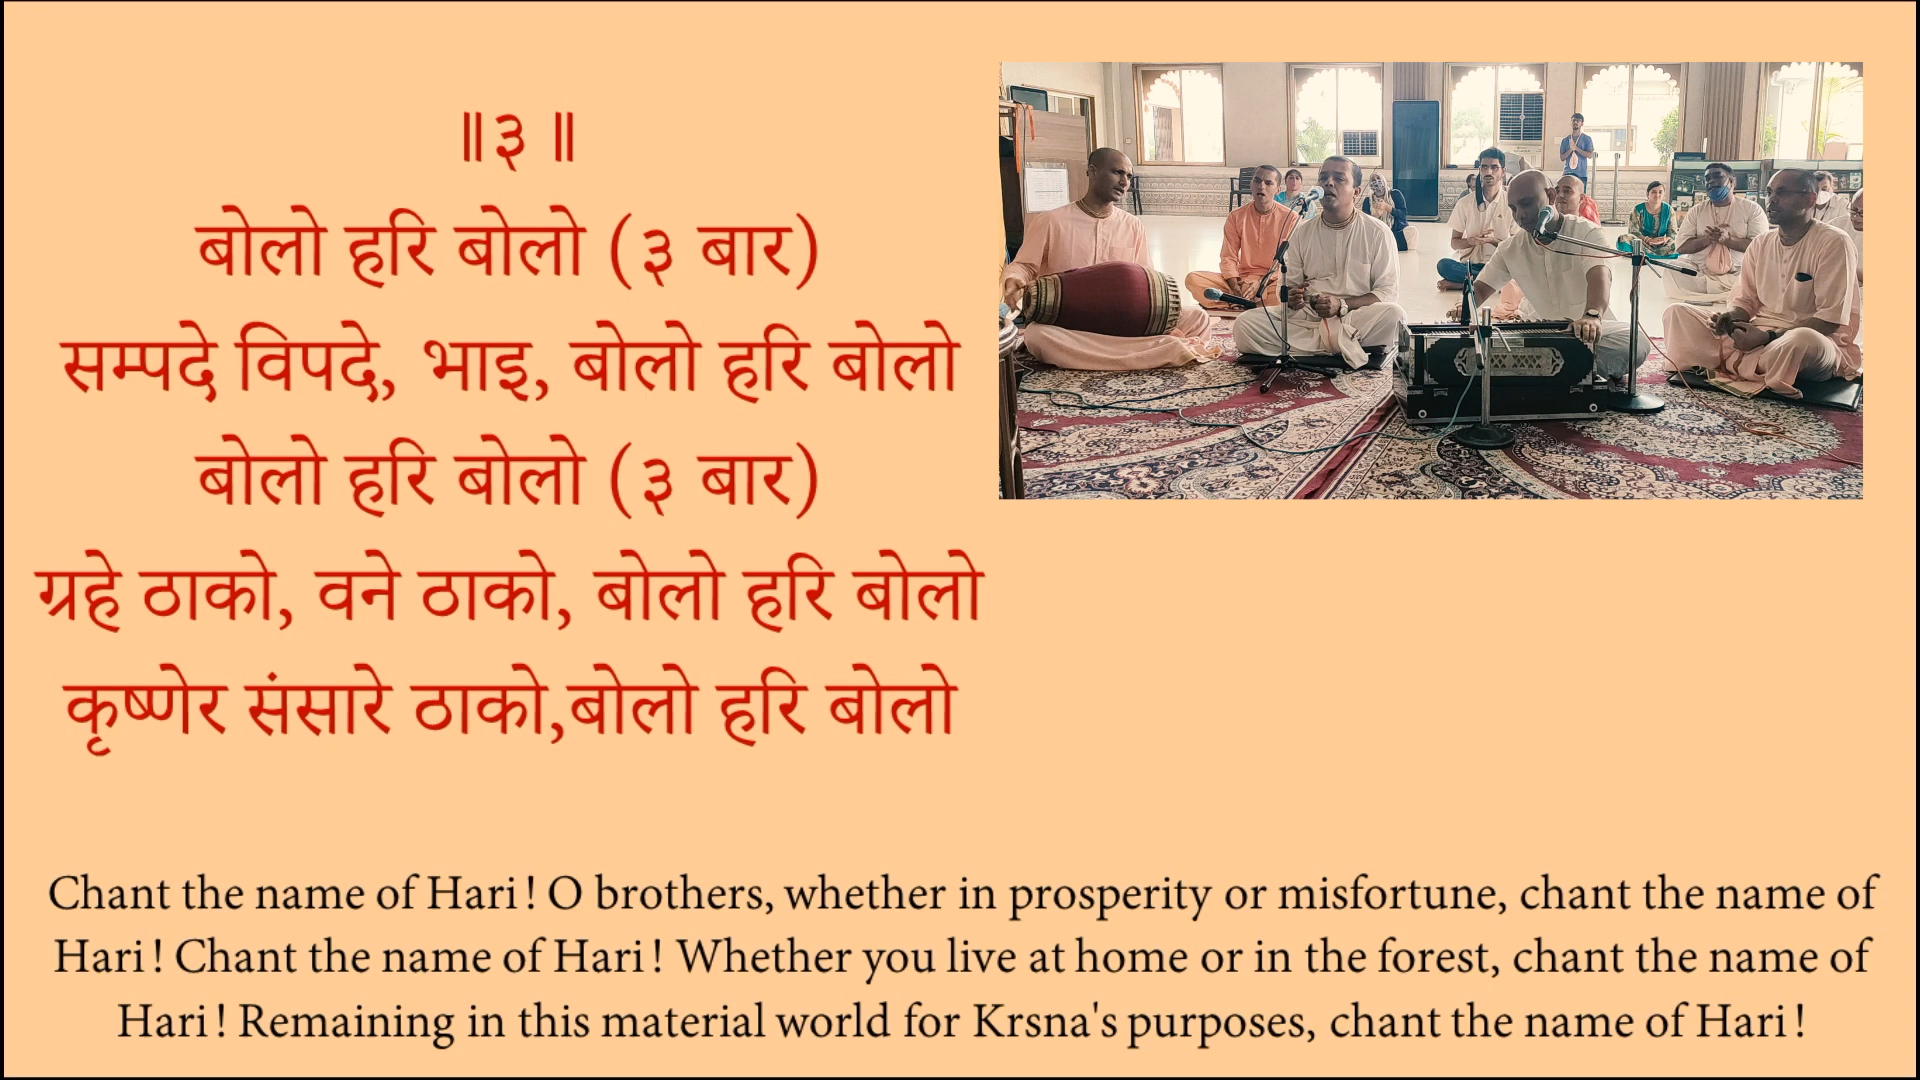 ॥३ ॥
बोलो हरि बोलो (३ बार)
सम्पदे विपदे, भाइ, बोलो हरि बोलो
बोलो हरि बोलो (३ बार)
ग्रहे ठाको, वने ठाको, बोलो हरि बोलो
कृष्णेर संसारे ठाको,बोलो हरि बोलो
Chant the name of Hari! O brothers, whether in prosperity or misfortune, chant the name of
Hari! Chant the name of Hari! Whether you live at home or in the forest, chant the name of
Hari! Remaining in this material world for Krsna's purposes, chant the name of Hari!